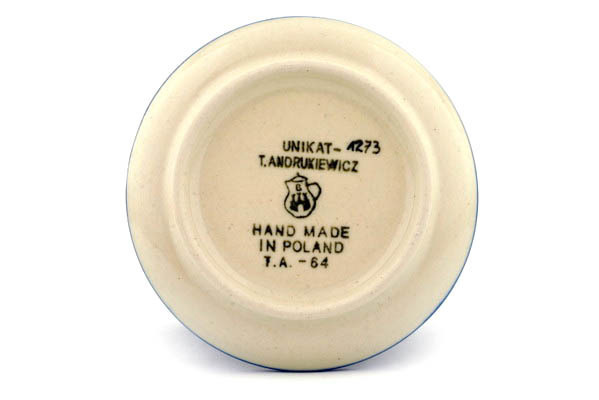 UNIKAT- 1273
T.ANDRUKIEWICZ
B
HAND MADE
IN POLAND
T.A. - 64